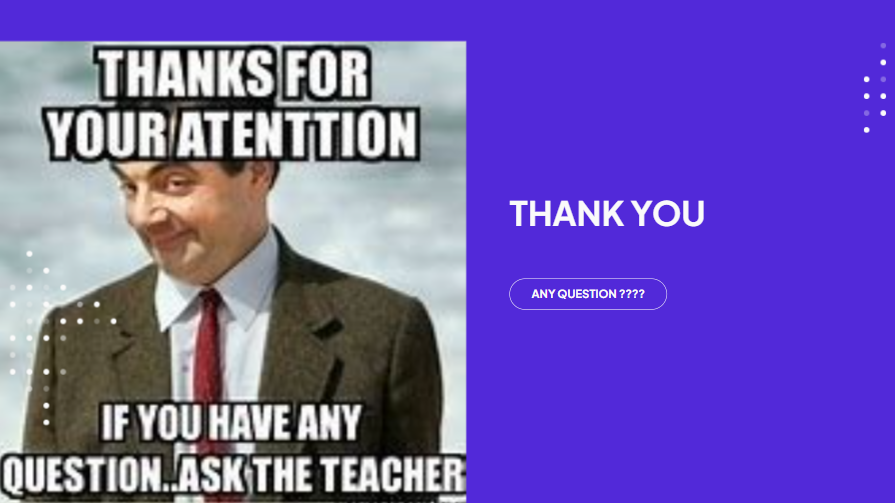 THANKS FOR
YOUR ATENTTION
IF YOU HAVE ANY
QUESTION..ASK THE TEACHER
THANK YOU
ANY QUESTION ????